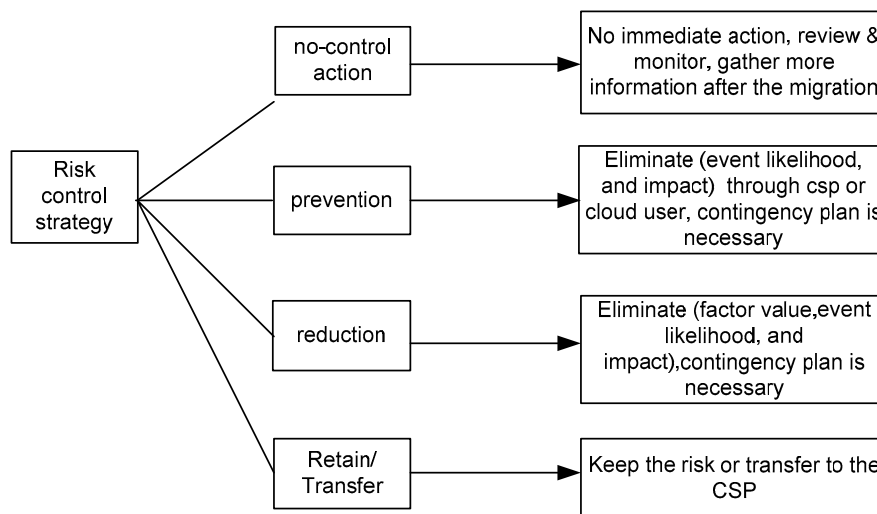 no-control
action
No immediate action, review &
monitor, gather more
information after the migration
Risk
control
strategy
prevention
Eliminate (event likelihood,
and impact) through csp or
cloud user, contingency plan is
necessary
reduction
Eliminate (factor value,event
likelihood, and
impact),contingency plan is
necessary
Retain/
Transfer
Keep the risk or transfer to the
CSP